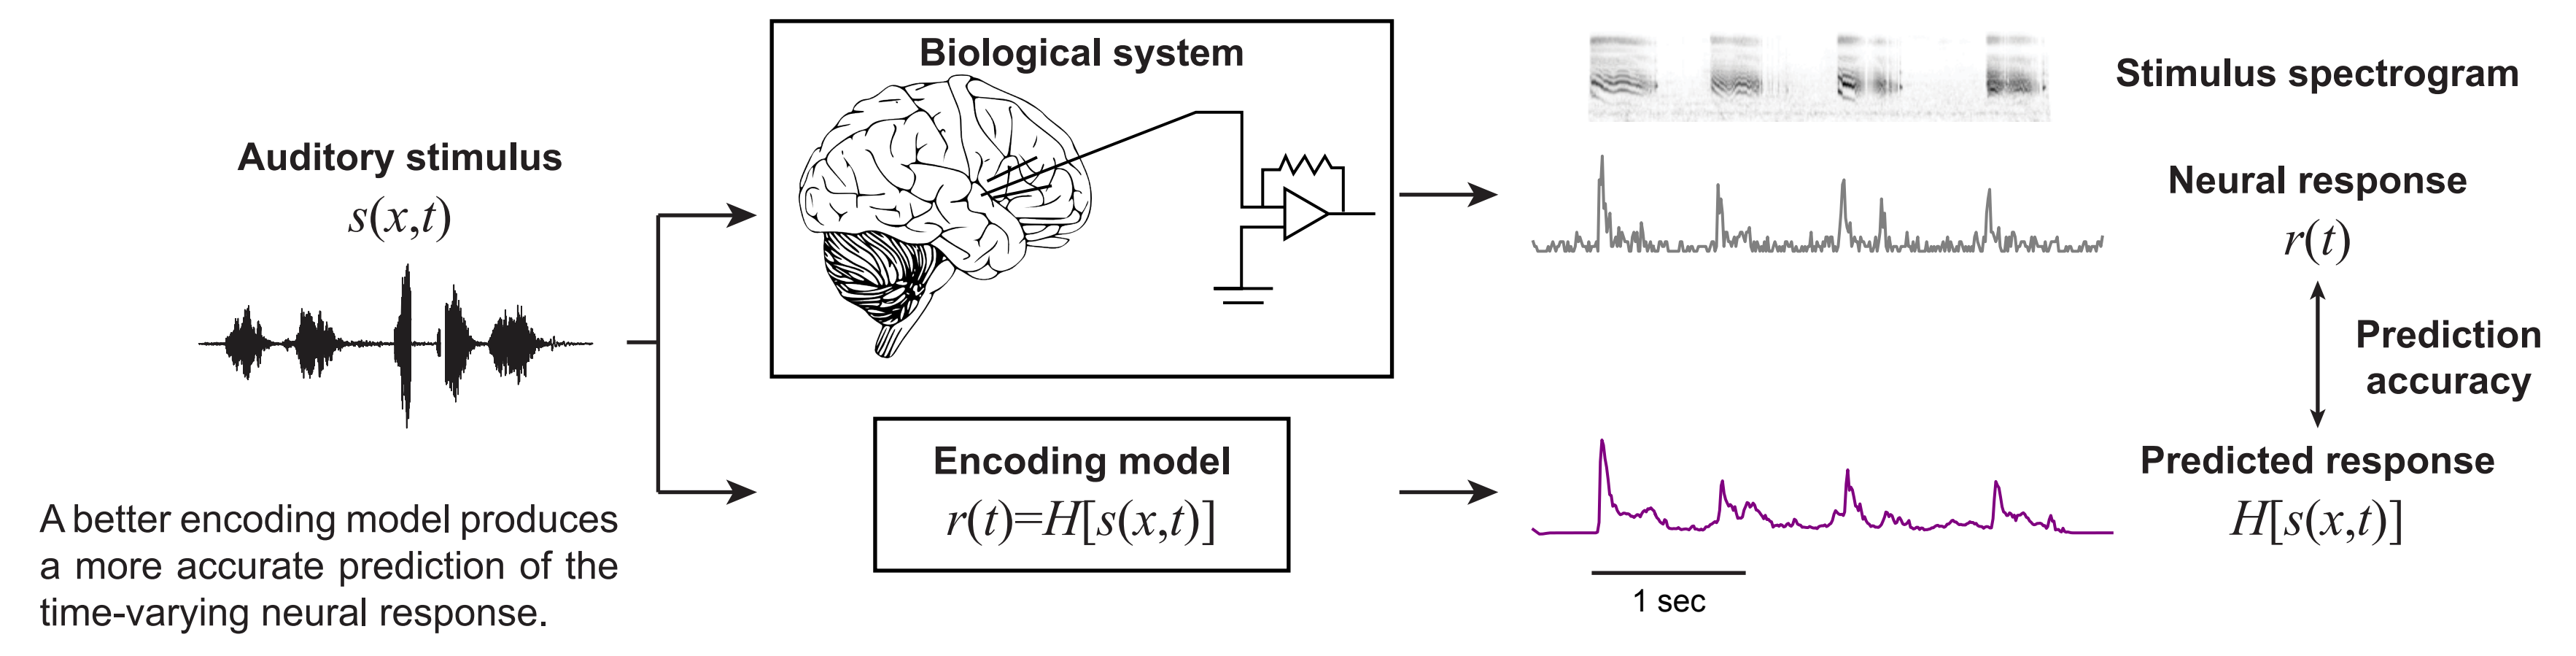 Auditory stimulus
s(x,t)
A better encoding model produces
a more accurate prediction of the
time-varying neural response.
Biological system
Encoding model
r(t)=H[s(x,t)]
Stimulus spectrogram
Neural response
r(t)
Prediction
accuracy
Predicted response
H[s(x,t)]
1 sec